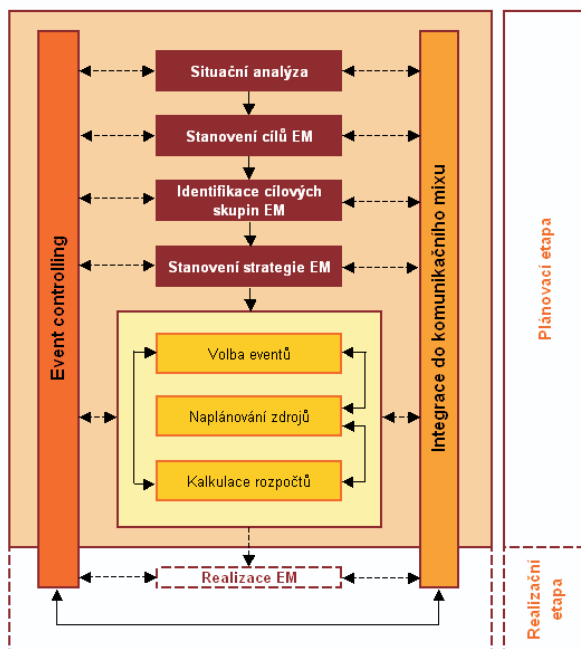 Situační analýza
Stanovení cílů EM
Identifikace cílových
skupin EM
Stanovení strategie EM
Volba eventů
Naplánování zdrojů
Kalkulace rozpočtů
Realizace EM
Event controlling
Integrace do komunikačního mixu
Plánovací etapa
Realizační
etapa